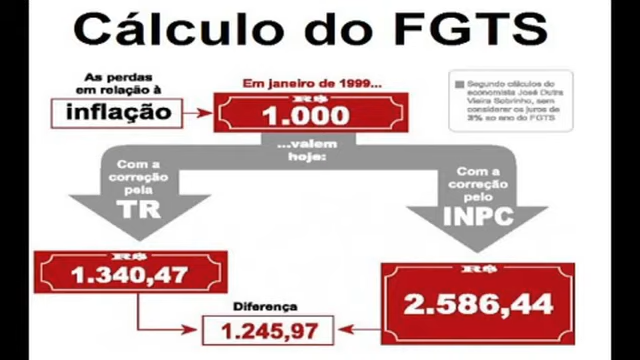 Cálculo do FGTS
As perdas
em relação à
inflação
Em janeiro de 1999...
R$
1.000
Segundo cálculos do
economista José Dutra
Vieira Sobrinho, sem
considerar os juros de
3% ao ano do FGTS
...valem
hoje:
Com a
correção
pela
TR
Com a
correção
pelo
INPC
R$
1.340,47
R$
2.586,44
Diferença
1.245,97